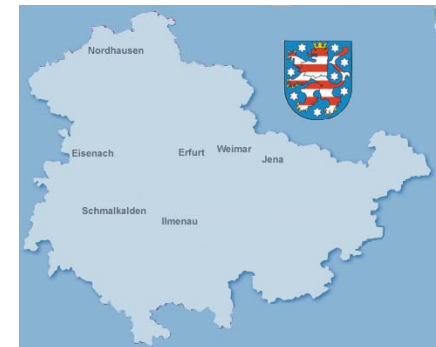 Nordhausen
Eisenach Erfurt Weimar
Jena
Schmalkalden
Ilmenau